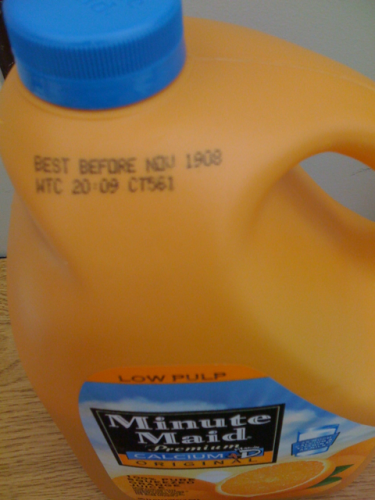 BEST BEFORE NOV 1908
WTC 20:09 CT561
LOW PULP
Minute
Maid
Premium
CALCIUM + D
ORIGINAL